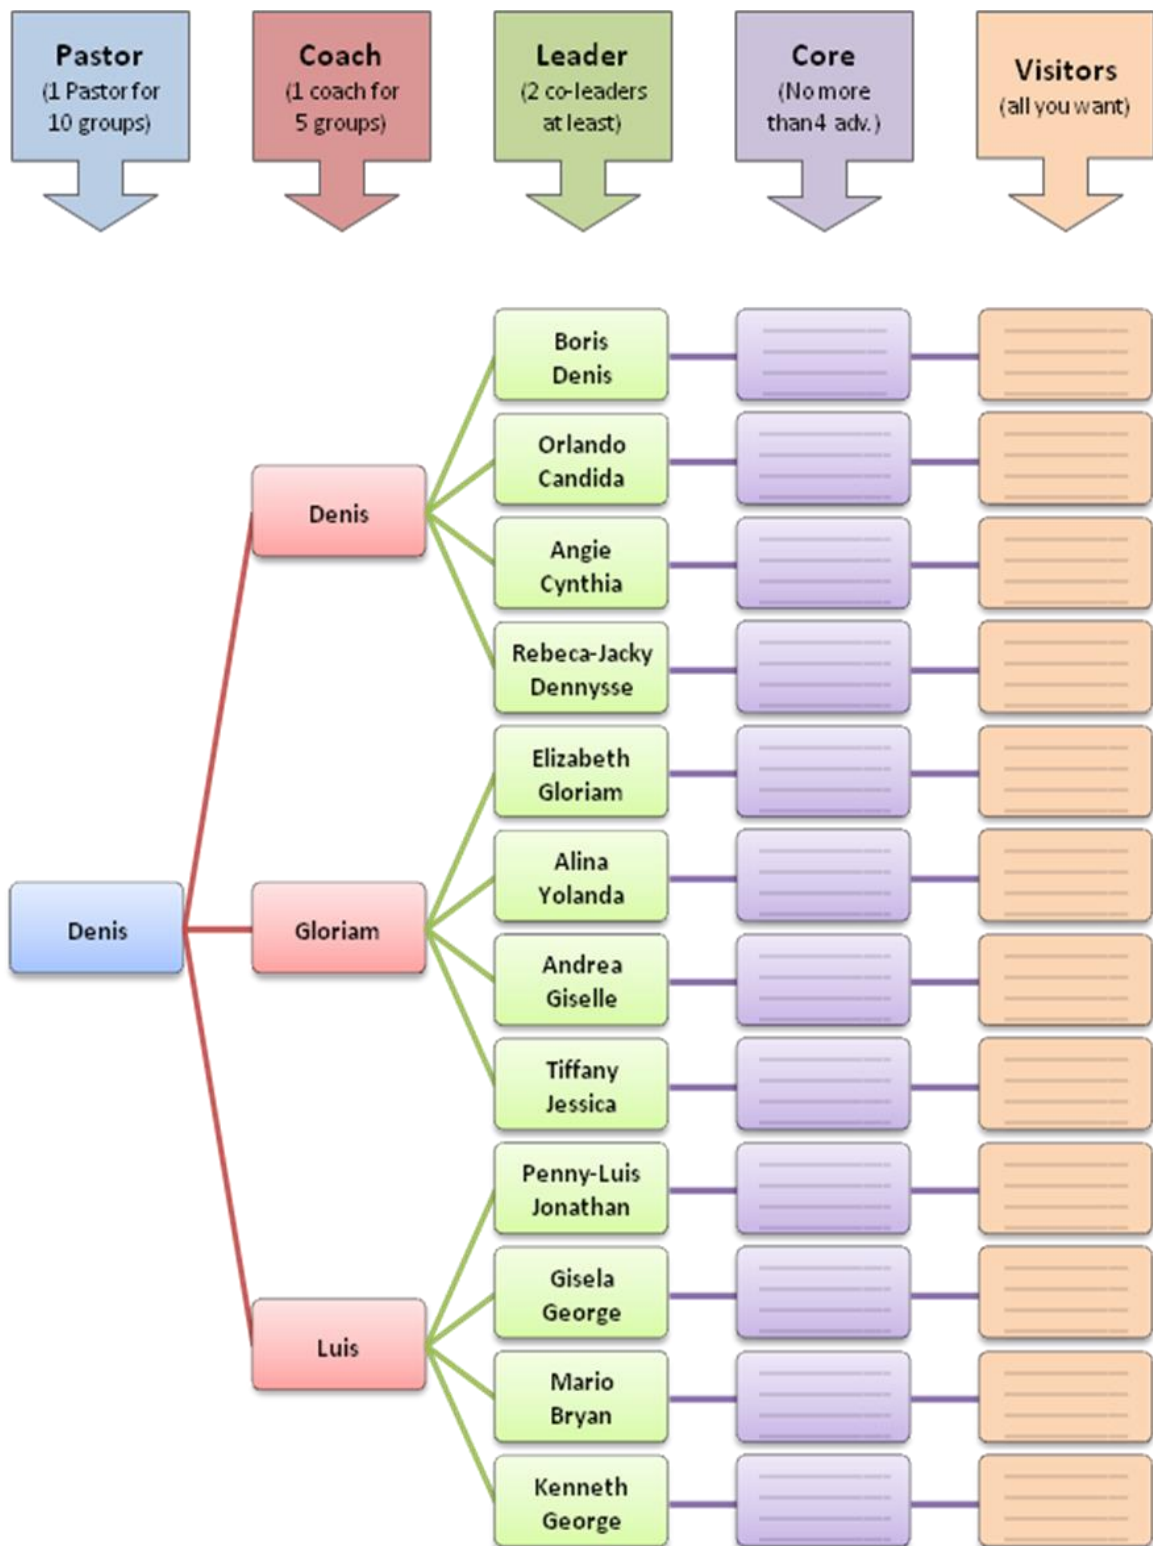 Pastor
(1 Pastor for
10 groups)
Coach
(1 coach for
5 groups)
Leader
(2 co-leaders
at least)
Core
(No more
than 4 adv.)
Visitors
(all you want)
Denis
Denis
Boris
Denis
Orlando
Candida
Angie
Cynthia
Rebeca-Jacky
Dennysse
Gloriam
Elizabeth
Gloriam
Alina
Yolanda
Andrea
Giselle
Tiffany
Jessica
Luis
Penny-Luis
Jonathan
Gisela
George
Mario
Bryan
Kenneth
George